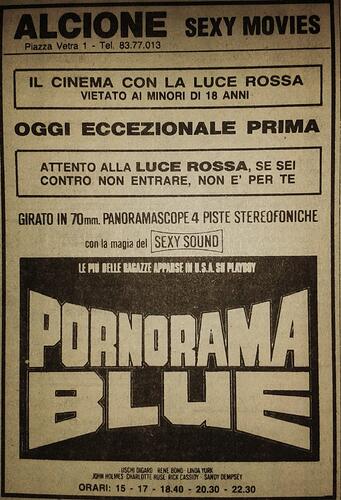 ALCIONE SEXY MOVIES
Piazza Vetra 1 - Tel. 83.77.013
IL CINEMA CON LA LUCE ROSSA
VIETATO AI MINORI DI 18 ANNI
OGGI ECCEZIONALE PRIMA
ATTENTO ALLA LUCE ROSSA, SE SEI
CONTRO NON ENTRARE, NON E' PER TE
GIRATO IN 70mm. PANORAMASCOPE 4 PISTE STEREOFONICHE
con la magia del SEXY SOUND
LE PIU BELLE RAGAZZE APPARSE IN U.S.A. SU PLAYBOY
PORNORAMA
BLUE
USCHI DIGARD RENE BOND LINDA YORK
JOHN HOLMES CHARLOTTE RUSE RICK CASSIDY SANDY DEMPSEY
ORARI: 15 - 17 - 18.40 - 20.30 - 22.30